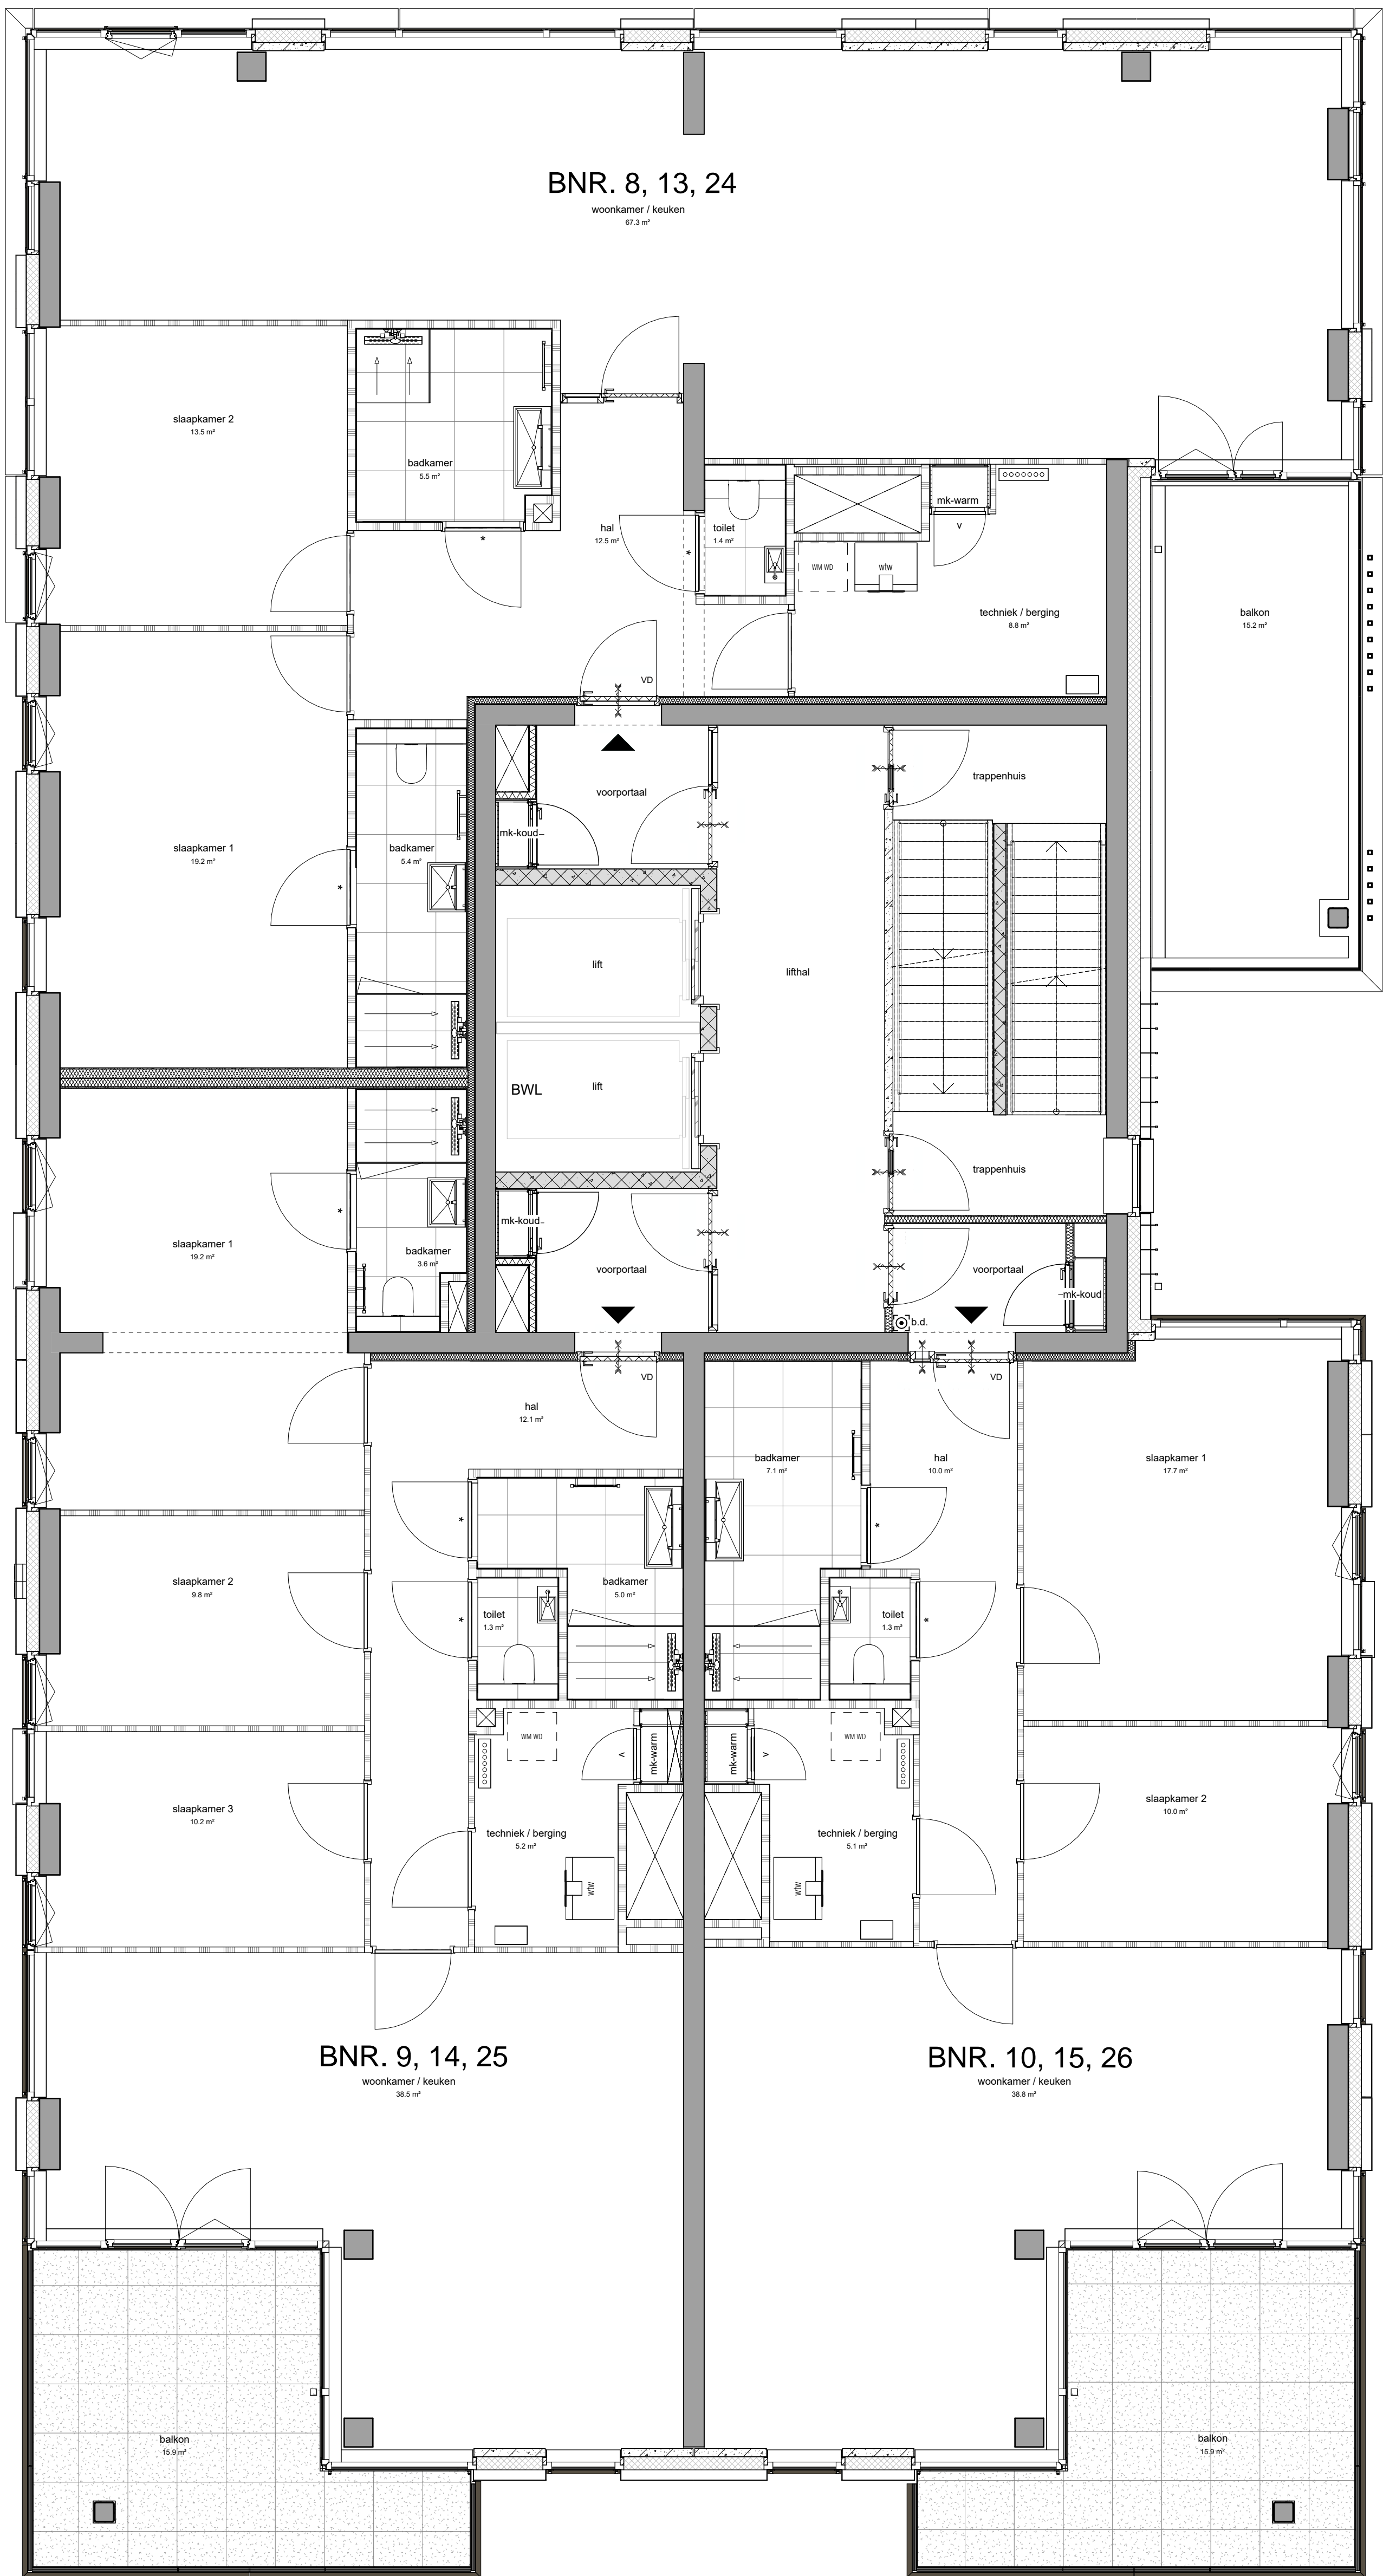 BNR. 8, 13, 24
woonkamer / keuken
67.3 m²
slaapkamer 2
13.5 m²
badkamer
5.5 m²
*
hal
12.5 m²
*
toilet
1.4 m²
mk-warm
v
WM WD
wtw
techniek / berging
8.8 m²
balkon
15.2 m²
VD
slaapkamer 1
19.2 m²
*
badkamer
5.4 m²
voorportaal
mk-koud
trappenhuis
lift
lifthal
BWL
lift
slaapkamer 1
19.2 m²
*
badkamer
3.6 m²
mk-koud
voorportaal
trappenhuis
voorportaal
mk-koud
b.d.
VD
VD
hal
12.1 m²
*
badkamer
5.0 m²
*
toilet
1.3 m²
badkamer
7.1 m²
hal
10.0 m²
*
toilet
1.3 m²
*
slaapkamer 1
17.7 m²
slaapkamer 2
9.8 m²
slaapkamer 3
10.2 m²
WM WD
v
mk-warm
mk-warm
v
WM WD
techniek / berging
5.2 m²
wtw
techniek / berging
5.1 m²
wtw
slaapkamer 2
10.0 m²
BNR. 9, 14, 25
woonkamer / keuken
38.5 m²
BNR. 10, 15, 26
woonkamer / keuken
38.8 m²
balkon
15.9 m²
balkon
15.9 m²